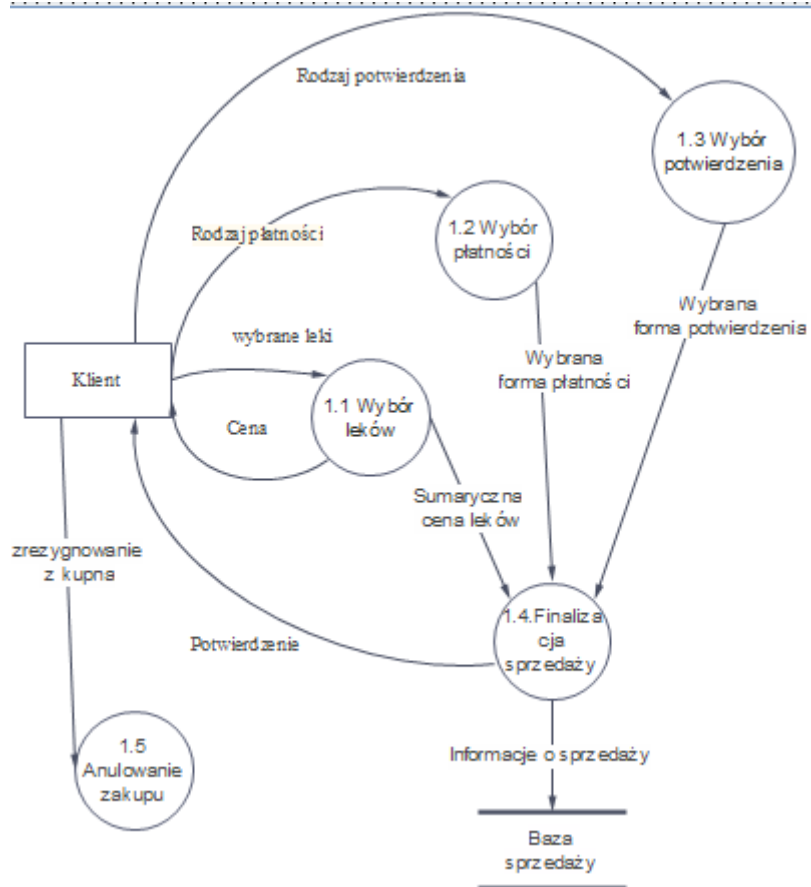 Rodzaj potwierdzenia
1.3 Wybór
potwierdzenia
Rodzaj płatności
1.2 Wybór
płatności
Wybrana
forma potwierdzenia
wybrane leki
Wybrana
forma płatności
Klient
1.1 Wybór
leków
Cena
Sumaryczna
cena leków
zrezygnowanie
z kupna
1.4.Finaliza
cja
sprzedaży
Potwierdzenie
1.5
Anulowanie
zakupu
Informacje o sprzedaży
Baza
sprzedaży